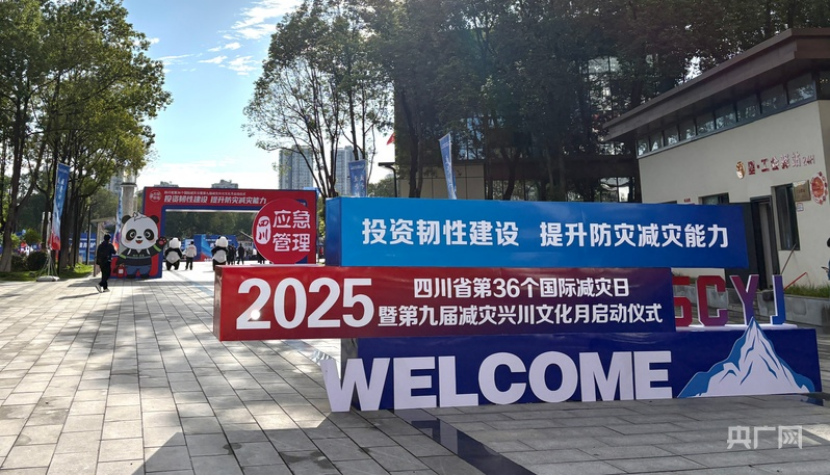 投资韧性建设 提升防灾减灾能力
四川
应急
管理
投资韧性建设 提升防灾减灾能力
2025
四川省第36个国际减灾日
暨第九届减灾兴川文化月启动仪式
SCYJ
WELCOME
央广网